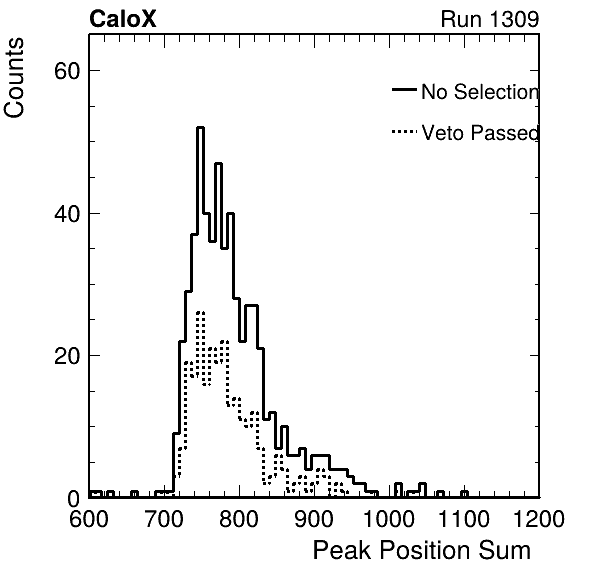 CaloX Run 1309
Counts
60
40
20
0
No Selection
Veto Passed
600 700 800 900 1000 1100 1200
Peak Position Sum